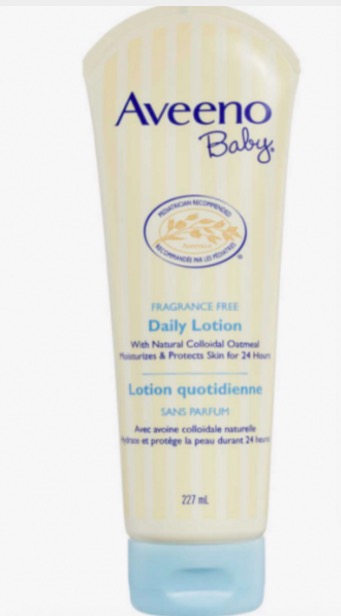 Aveeno
Baby®
PEDIATRICIAN RECOMMENDED
Aveeno
RECOMMANDÉE PAR LES PÉDIATRES
FRAGRANCE FREE
Daily Lotion
With Natural Colloidal Oatmeal
Moisturizes & Protects Skin for 24 Hours
Lotion quotidienne
SANS PARFUM
Avec avoine colloïdale naturelle
Hydrate et protège la peau durant 24 heures
227 mL